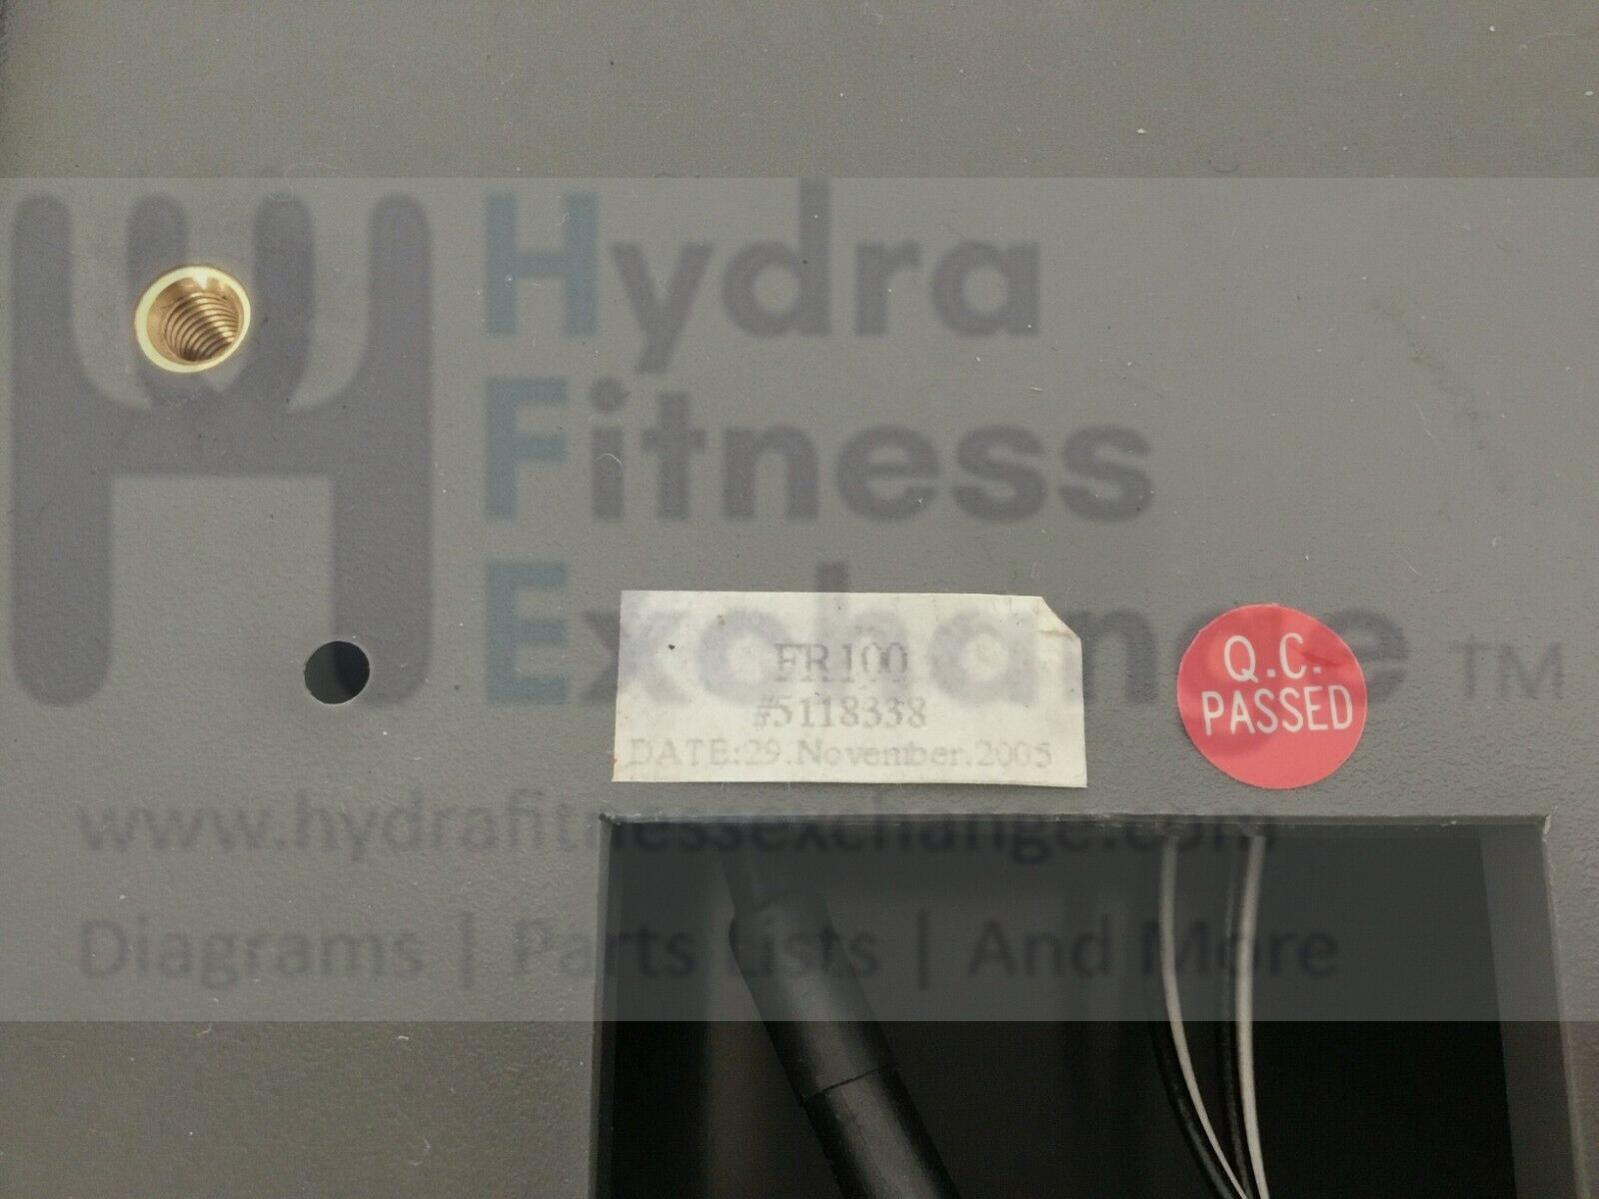 Hydra
Fitness
Exchange ™
FR100
#5118338
DATE:29.November.2005
Q.C.
PASSED
www.hydrafitnessexchange.com
Diagrams | Parts Lists | And More